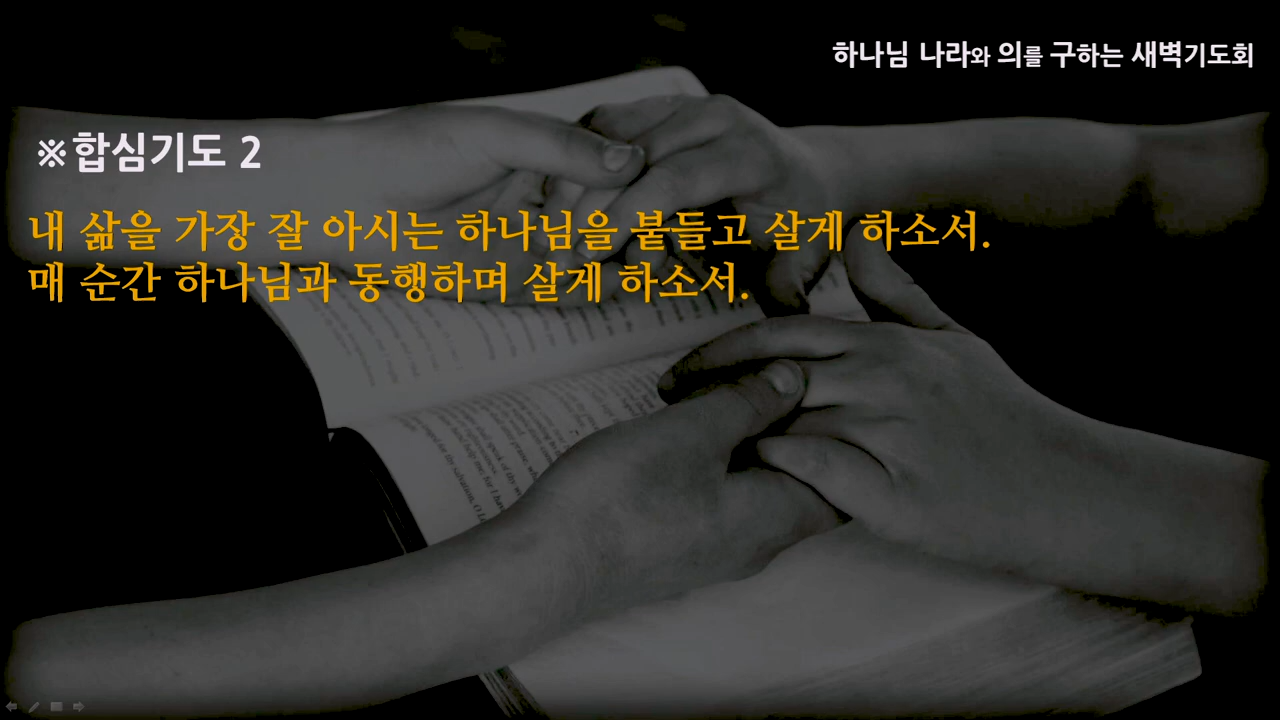 하나님 나라와 의를 구하는 새벽기도회
※합심기도 2
내 삶을 가장 잘 아시는 하나님을 붙들고 살게 하소서.
매 순간 하나님과 동행하며 살게 하소서.